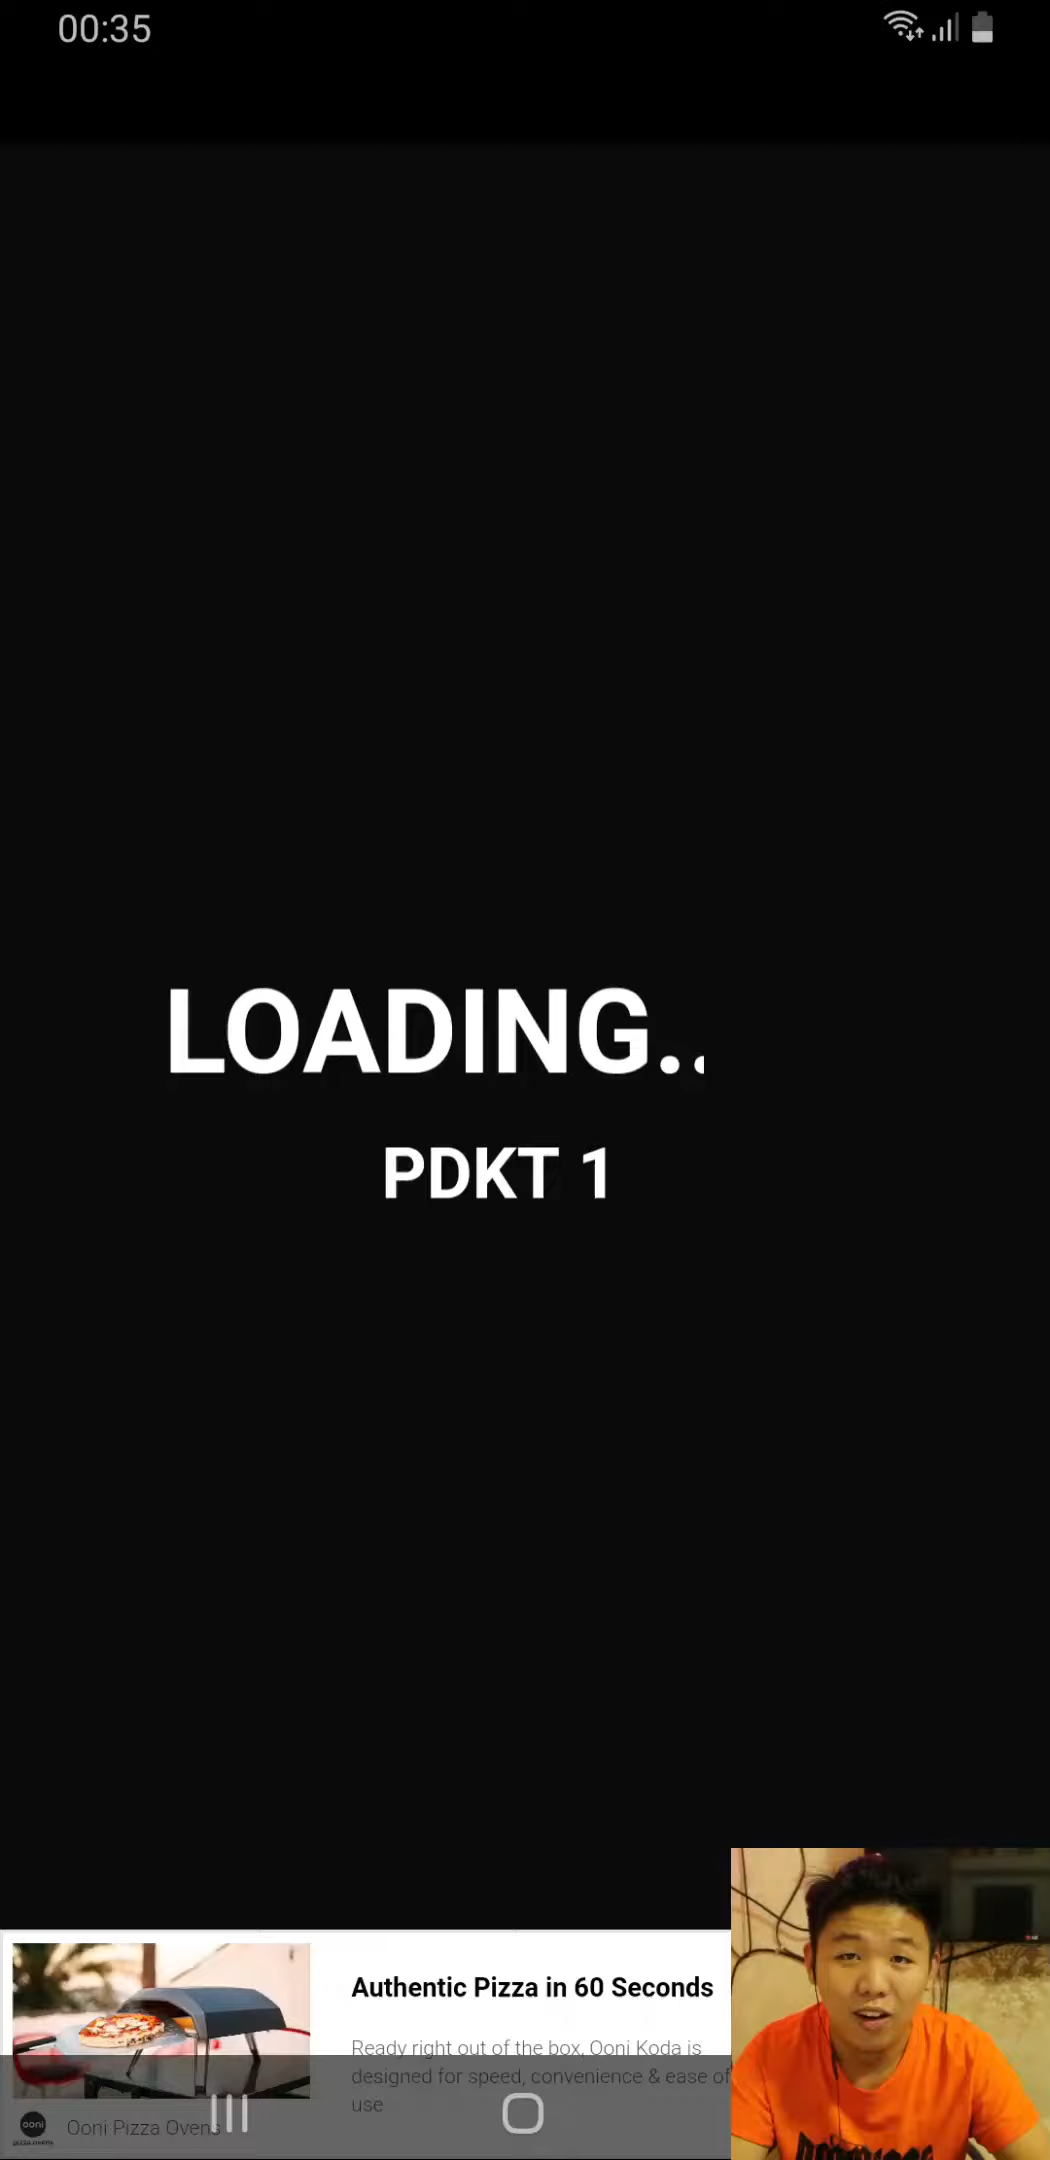 00:35
LOADING..
PDKT 1
Authentic Pizza in 60 Seconds
Ready right out of the box, Ooni Koda is
designed for speed, convenience & ease of
use
ooni
Ooni Pizza Ovens